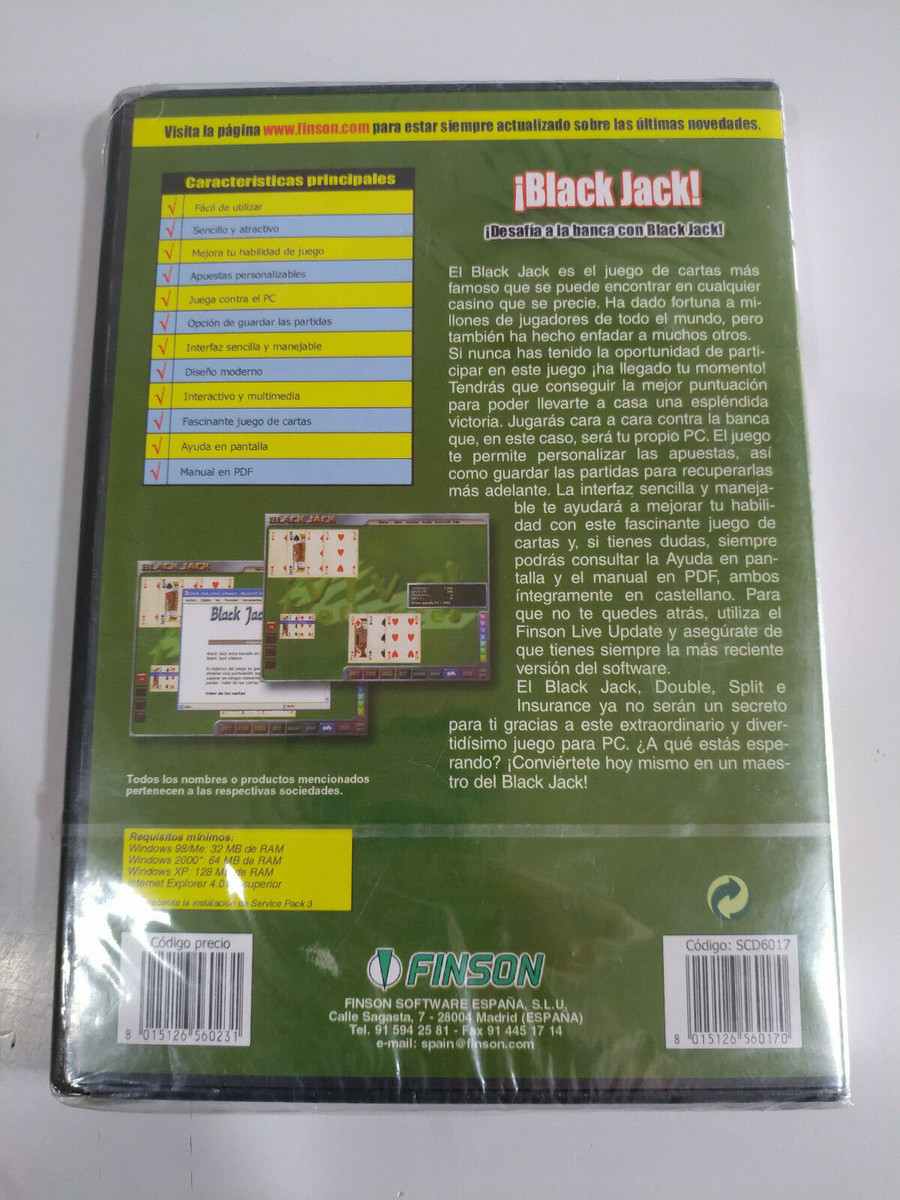 Visita la página www.finson.com para estar siempre actualizado sobre las últimas novedades.
Características principales
Fácil de utilizar
Sencillo y atractivo
Mejora tu habilidad de juego
Apuestas personalizables
Juega contra el PC
Opción de guardar las partidas
Interfaz sencilla y manejable
Diseño moderno
Interactivo y multimedia
Fascinante juego de cartas
Ayuda en pantalla
Manual en PDF
¡Black Jack!
¡Desafía a la banca con Black Jack!
El Black Jack es el juego de cartas más
famoso que se puede encontrar en cualquier
casino que se precie. Ha dado fortuna a mi-
llones de jugadores de todo el mundo, pero
también ha hecho enfadar a muchos otros.
Si nunca has tenido la oportunidad de parti-
cipar en este juego ¡ha llegado tu momento!
Tendrás que conseguir la mejor puntuación
para poder llevarte a casa una espléndida
victoria. Jugarás cara a cara contra la banca
que, en este caso, será tu propio PC. El juego
te permite personalizar las apuestas, así
como guardar las partidas para recuperarlas
más adelante. La interfaz sencilla y maneja-
ble te ayudará a mejorar tu habili-
dad con este fascinante juego de
cartas y, si tienes dudas, siempre
podrás consultar la Ayuda en pan-
talla y el manual en PDF, ambos
íntegramente en castellano. Para
que no te quedes atrás, utiliza el
Finson Live Update y asegúrate de
que tienes siempre la más reciente
versión del software.
El Black Jack, Double, Split e
Insurance ya no serán un secreto
para ti gracias a este extraordinario y diver-
tidísimo juego para PC. ¿A qué estás espe-
rando? ¡Conviértete hoy mismo en un maes-
tro del Black Jack!
BLACK JACK
BLACK JACK
Black Jac
Todos los nombres o productos mencionados
pertenecen a las respectivas sociedades.
Requisitos mínimos:
Windows 98/Me: 32 MB de RAM
Windows 2000*: 64 MB de RAM
Windows XP: 128 MB de RAM
Internet Explorer 4.01 superior
la instalación de Service Pack 3
Código precio
8 015126 560231
FINSON
FINSON SOFTWARE ESPAÑA, S.L.U.
Calle Sagasta, 7 - 28004 Madrid (ESPAÑA)
Tel. 91 594 25 81 - Fax 91 445 17 14
e-mail: spain@finson.com
Código: SCD6017
8 015126 560170